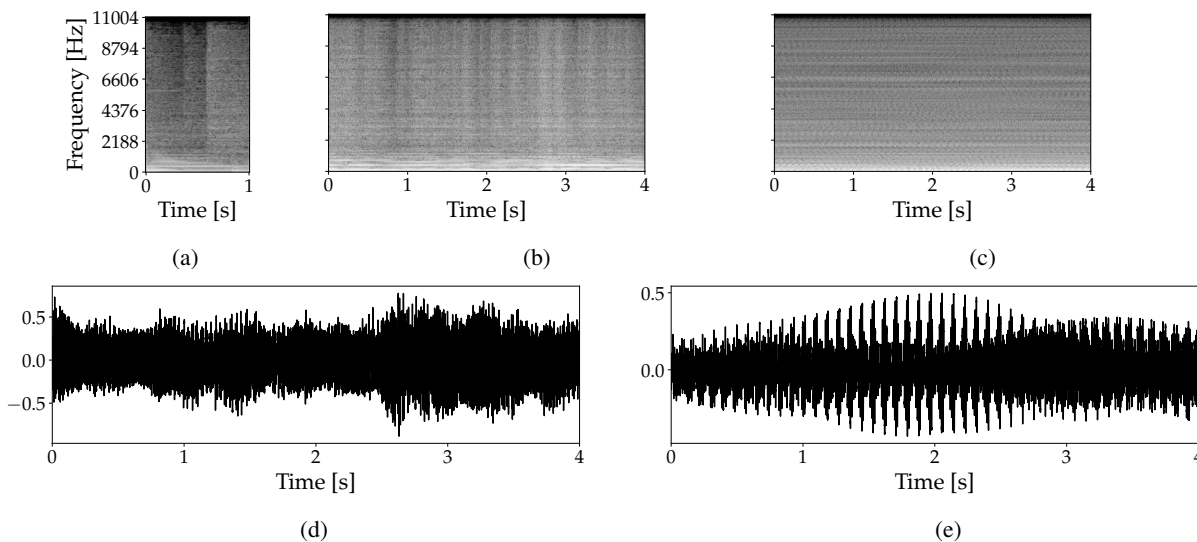 11004
8794
6606
4376
2188
0
Frequency [Hz]
0 1
Time [s]
(a)
0 1 2 3 4
Time [s]
(b)
0 1 2 3 4
Time [s]
(c)
0.5
0.0
−0.5
0 1 2 3 4
Time [s]
(d)
0.5
0.0
0 1 2 3 4
Time [s]
(e)